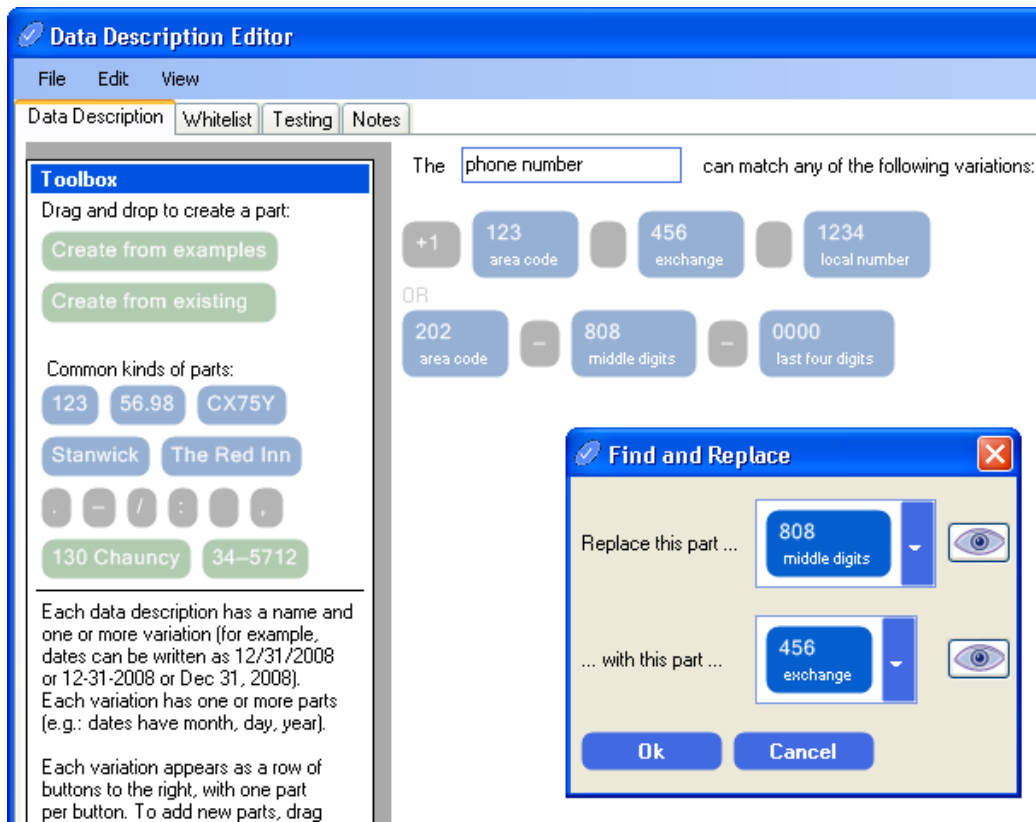 Data Description Editor
File Edit View
Data Description Whitelist Testing Notes
Toolbox
Drag and drop to create a part:
Create from examples
Create from existing
Common kinds of parts:
123 56.98 CX75Y
Stanwick The Red Inn
. – / : ,
130 Chauncy 34–5712
Each data description has a name and
one or more variation (for example,
dates can be written as 12/31/2008
or 12-31-2008 or Dec 31, 2008).
Each variation has one or more parts
(e.g.: dates have month, day, year).
Each variation appears as a row of
buttons to the right, with one part
per button. To add new parts, drag
The phone number can match any of the following variations:
+1 123 456 1234
area code exchange local number
OR
202 – 808 – 0000
area code middle digits last four digits
Find and Replace
Replace this part ... 808
middle digits
... with this part ... 456
exchange
Ok Cancel